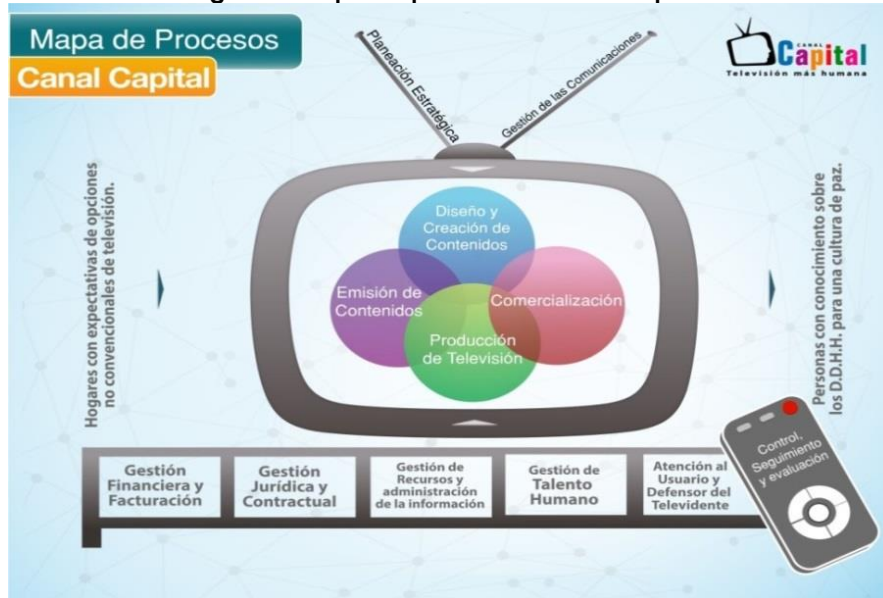 Mapa de Procesos
Canal Capital
CANAL
Capital
Televisión más humana
Planeación Estratégica
Gestión de las Comunicaciones
Hogares con expectativas de opciones
no convencionales de televisión.
Diseño y
Creación de
Contenidos
Emisión de
Contenidos
Comercialización
Producción
de Televisión
Personas con conocimiento sobre
los D.D.H.H. para una cultura de paz.
Gestión
Financiera y
Facturación
Gestión
Jurídica y
Contractual
Gestión de
Recursos y
administración
de la información
Gestión de
Talento
Humano
Atención al
Usuario y
Defensor del
Televidente
Control,
Seguimiento
y evaluación